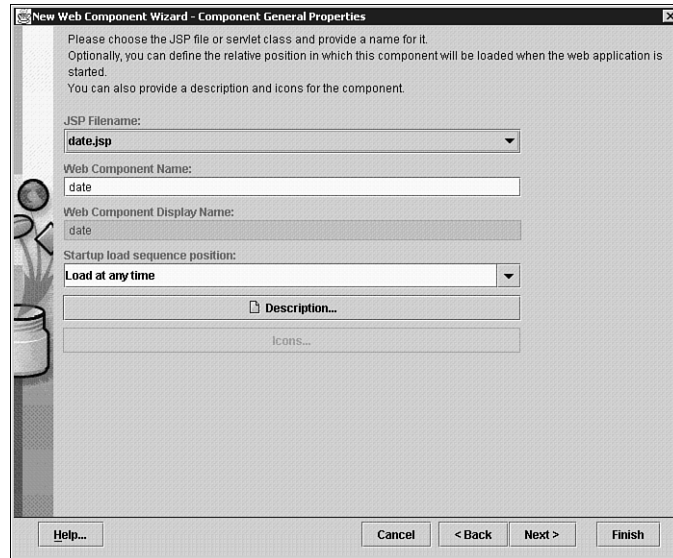 New Web Component Wizard - Component General Properties
Please choose the JSP file or servlet class and provide a name for it.
Optionally, you can define the relative position in which this component will be loaded when the web application is
started.
You can also provide a description and icons for the component.
JSP Filename:
date.jsp
Web Component Name:
date
Web Component Display Name:
date
Startup load sequence position:
Load at any time
Description...
Icons...
Help...
Cancel
< Back
Next >
Finish